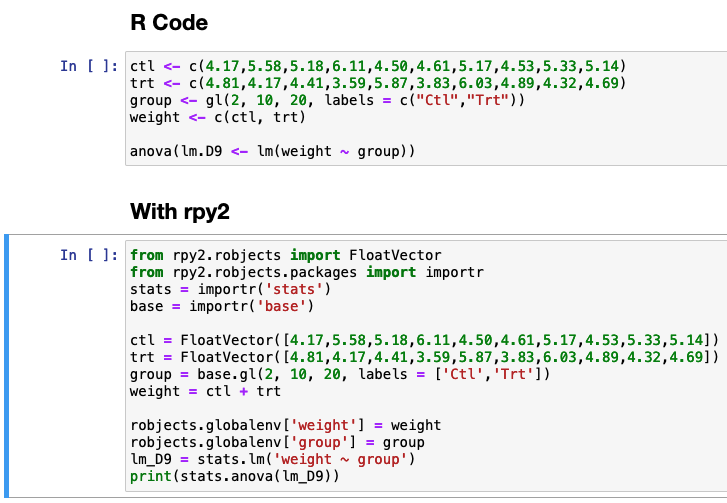 R Code
In [ ]: ctl <- c(4.17,5.58,5.18,6.11,4.50,4.61,5.17,4.53,5.33,5.14)
trt <- c(4.81,4.17,4.41,3.59,5.87,3.83,6.03,4.89,4.32,4.69)
group <- gl(2, 10, 20, labels = c("Ctl","Trt"))
weight <- c(ctl, trt)
anova(lm.D9 <- lm(weight ~ group))
With rpy2
In [ ]: from rpy2.robjects import FloatVector
from rpy2.robjects.packages import importr
stats = importr('stats')
base = importr('base')
ctl = FloatVector([4.17,5.58,5.18,6.11,4.50,4.61,5.17,4.53,5.33,5.14])
trt = FloatVector([4.81,4.17,4.41,3.59,5.87,3.83,6.03,4.89,4.32,4.69])
group = base.gl(2, 10, 20, labels = ['Ctl','Trt'])
weight = ctl + trt
robjects.globalenv['weight'] = weight
robjects.globalenv['group'] = group
lm_D9 = stats.lm('weight ~ group')
print(stats.anova(lm_D9))